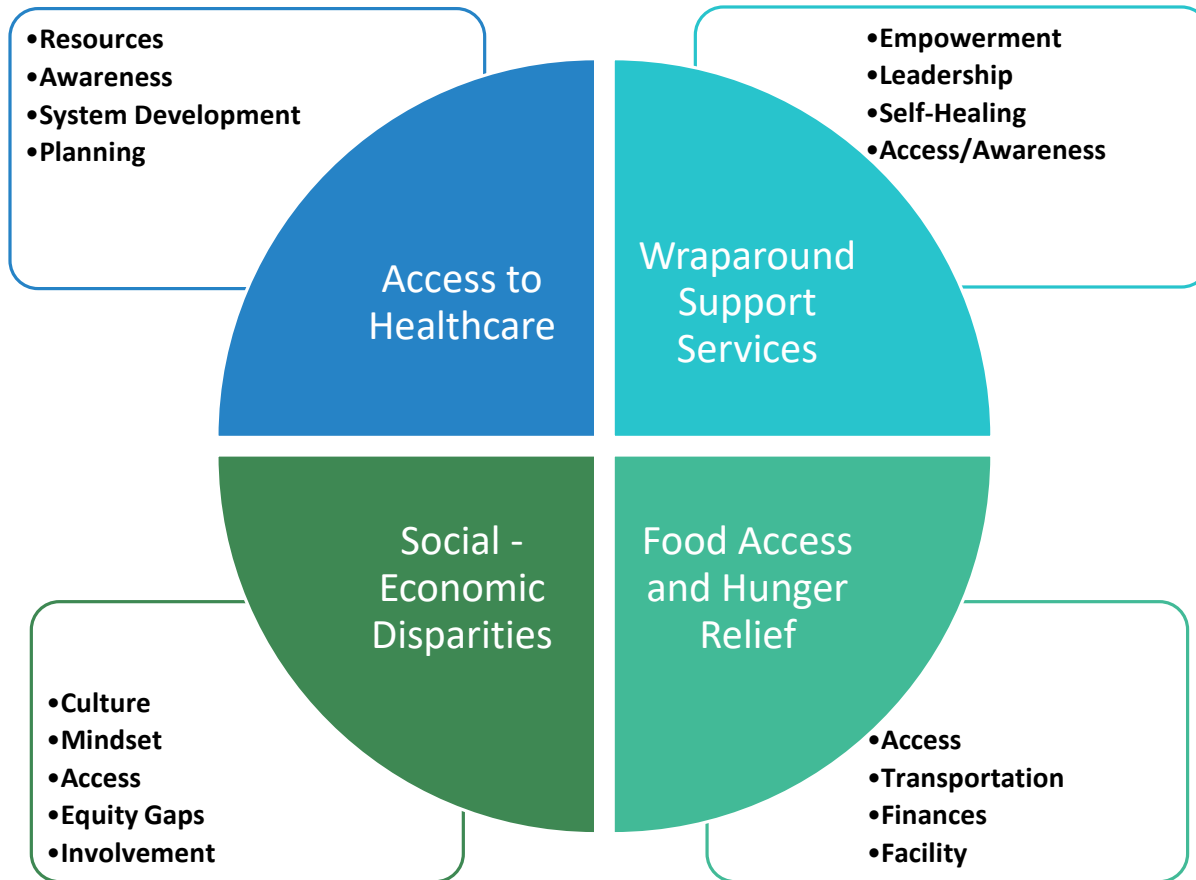 •Resources
•Awareness
•System Development
•Planning
•Empowerment
•Leadership
•Self-Healing
•Access/Awareness
Access to
Healthcare
Wraparound
Support
Services
Social -
Economic
Disparities
Food Access
and Hunger
Relief
•Culture
•Mindset
•Access
•Equity Gaps
•Involvement
•Access
•Transportation
•Finances
•Facility